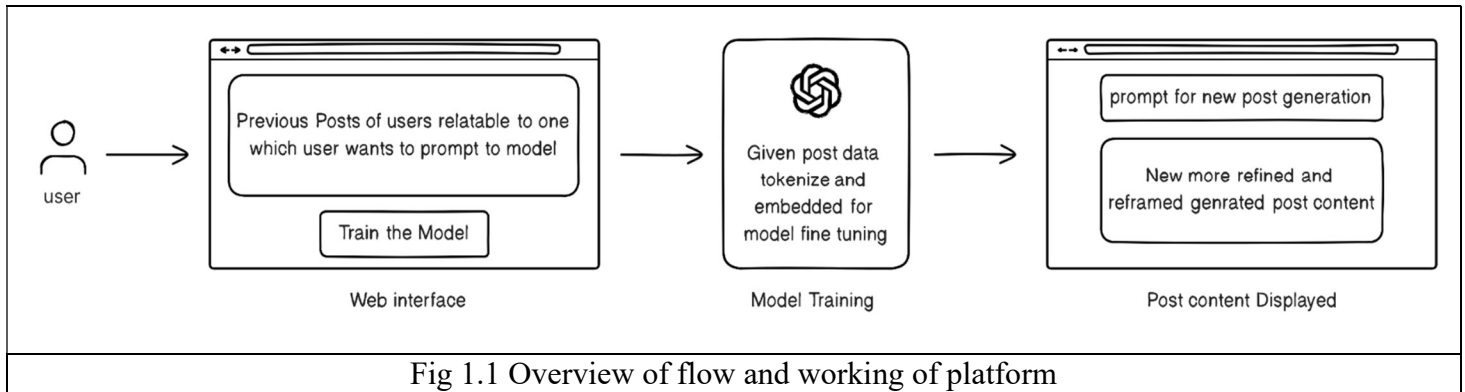 user
Previous Posts of users relatable to one
which user wants to prompt to model
Train the Model
Web interface
Given post data
tokenize and
embedded for
model fine tuning
Model Training
prompt for new post generation
New more refined and
reframed genrated post content
Post content Displayed
Fig 1.1 Overview of flow and working of platform